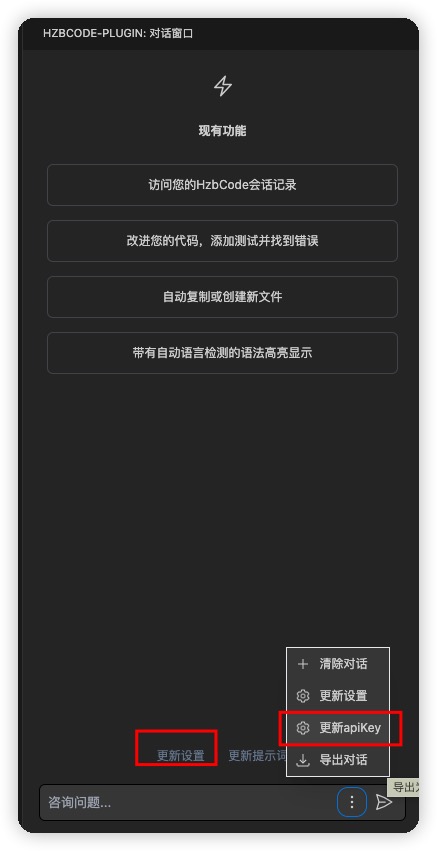 HZBCODE-PLUGIN: 对话窗口
现有功能
访问您的HzbCode会话记录
改进您的代码，添加测试并找到错误
自动复制或创建新文件
带有自动语言检测的语法高亮显示
清除对话
更新设置
更新apiKey
导出对话
更新设置 更新提示词
咨询问题...
导出